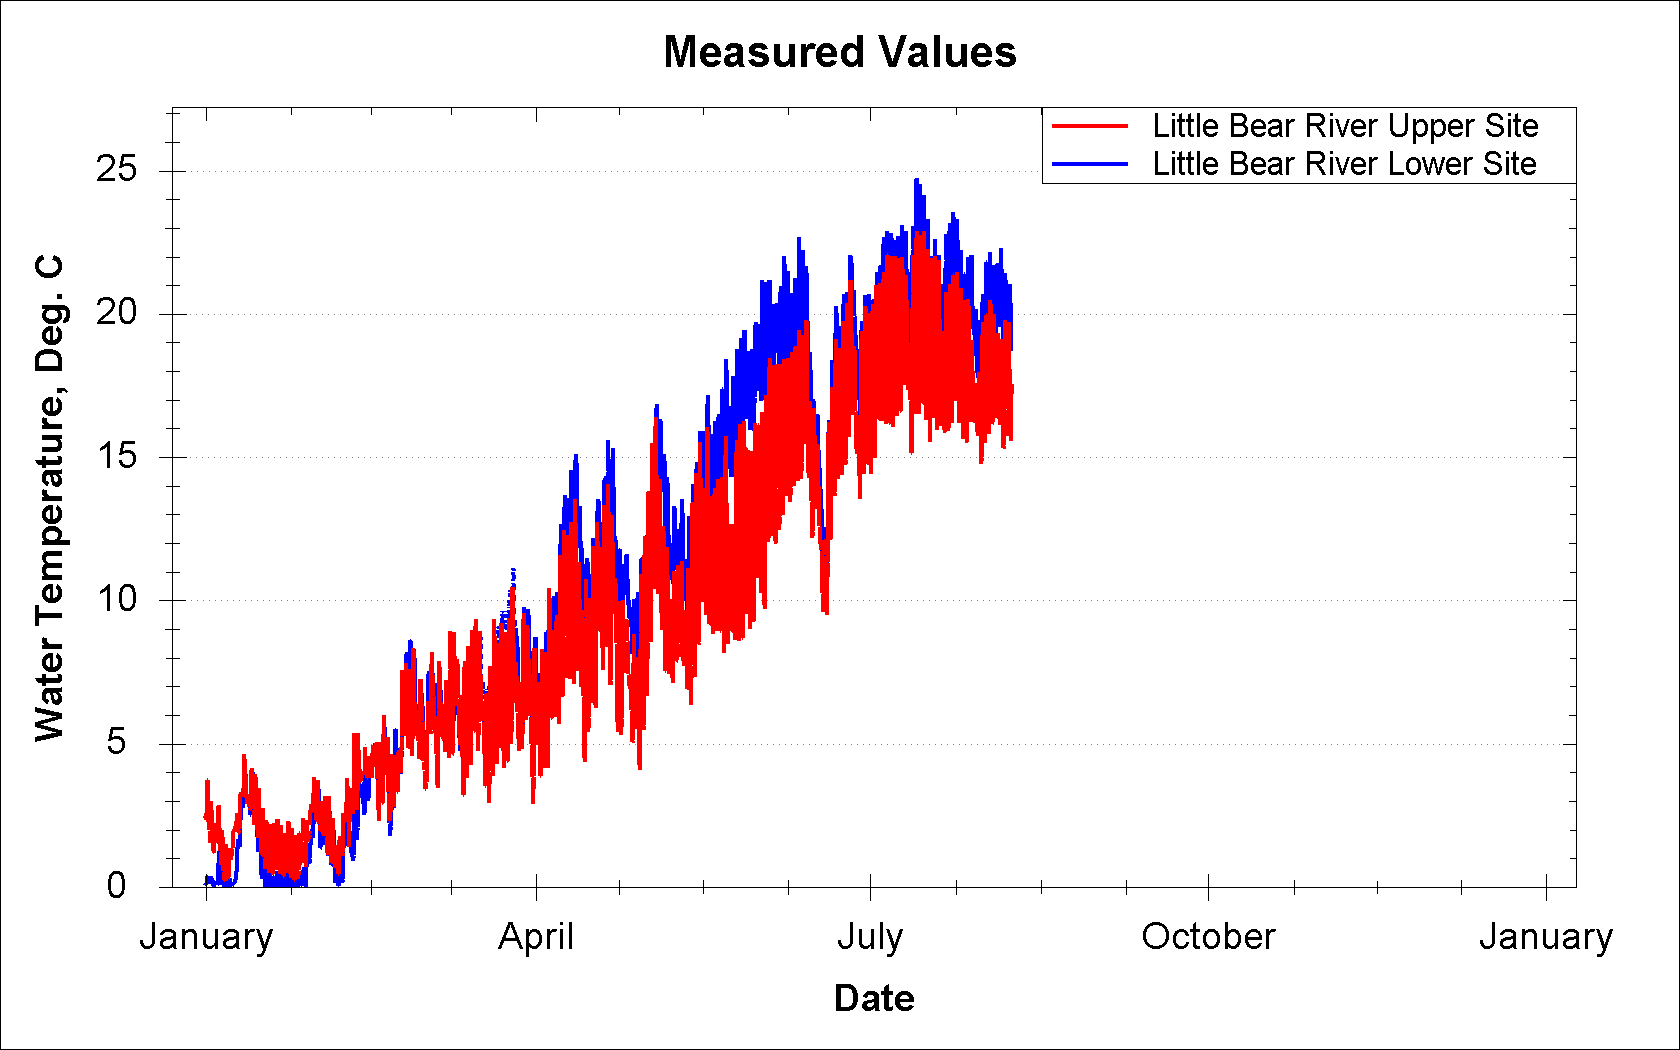 Measured Values
Little Bear River Upper Site
Little Bear River Lower Site
25
20
15
10
5
0
Water Temperature, Deg. C
January April July October January
Date